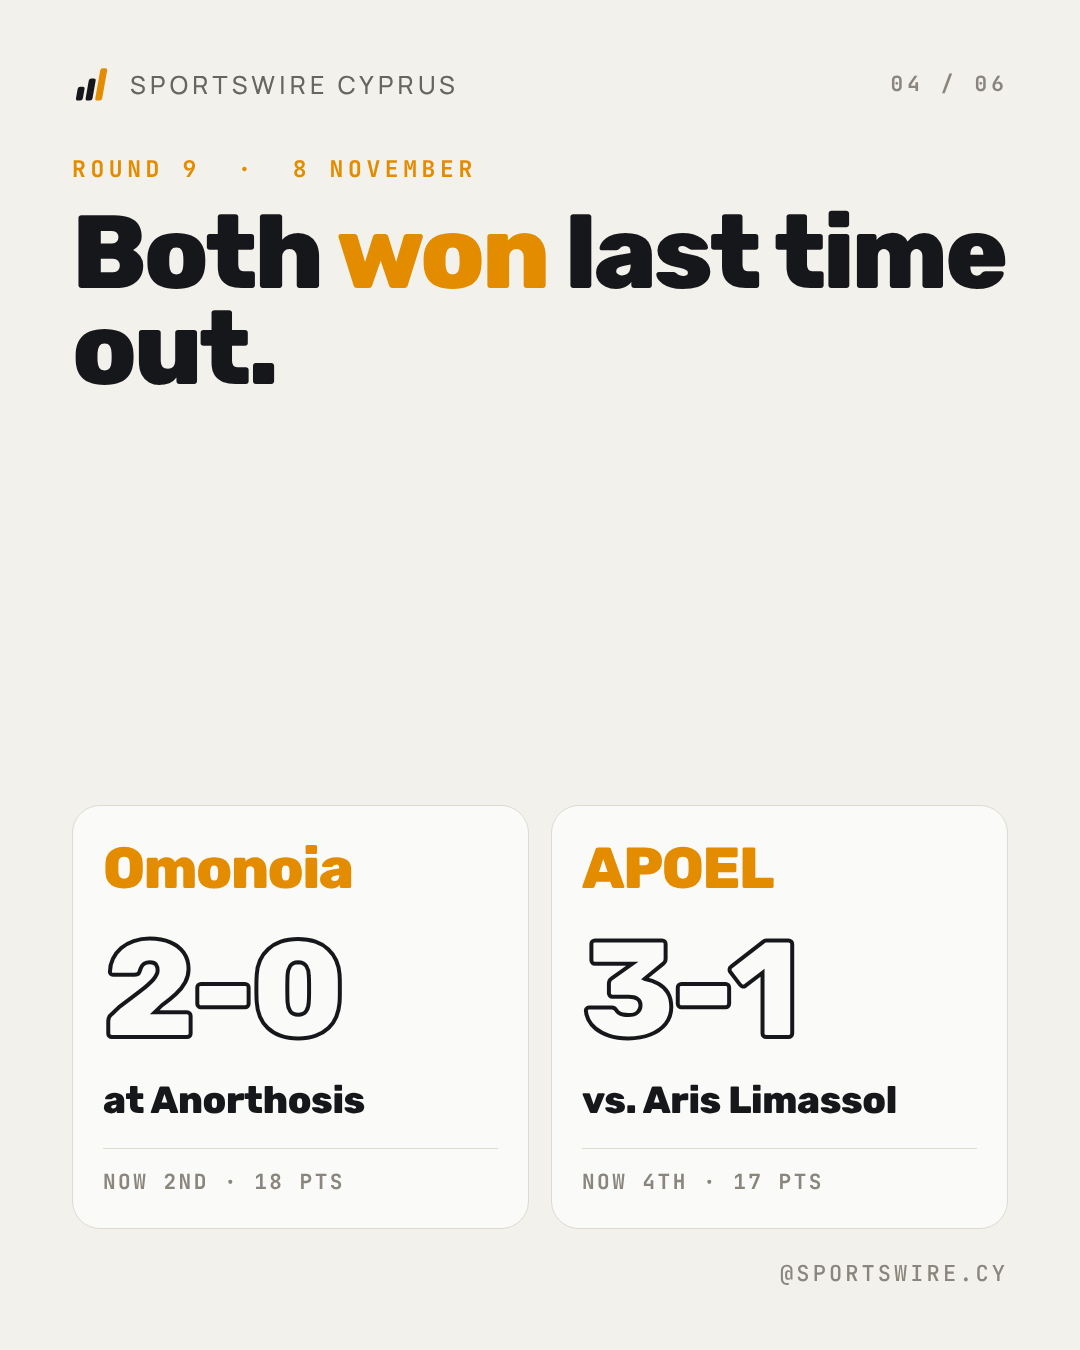 SPORTSWIRE CYPRUS
04 / 06
ROUND 9 · 8 NOVEMBER
Both won last time
out.
Omonoia
2–0
at Anorthosis
NOW 2ND · 18 PTS
APOEL
3–1
vs. Aris Limassol
NOW 4TH · 17 PTS
@SPORTSWIRE.CY